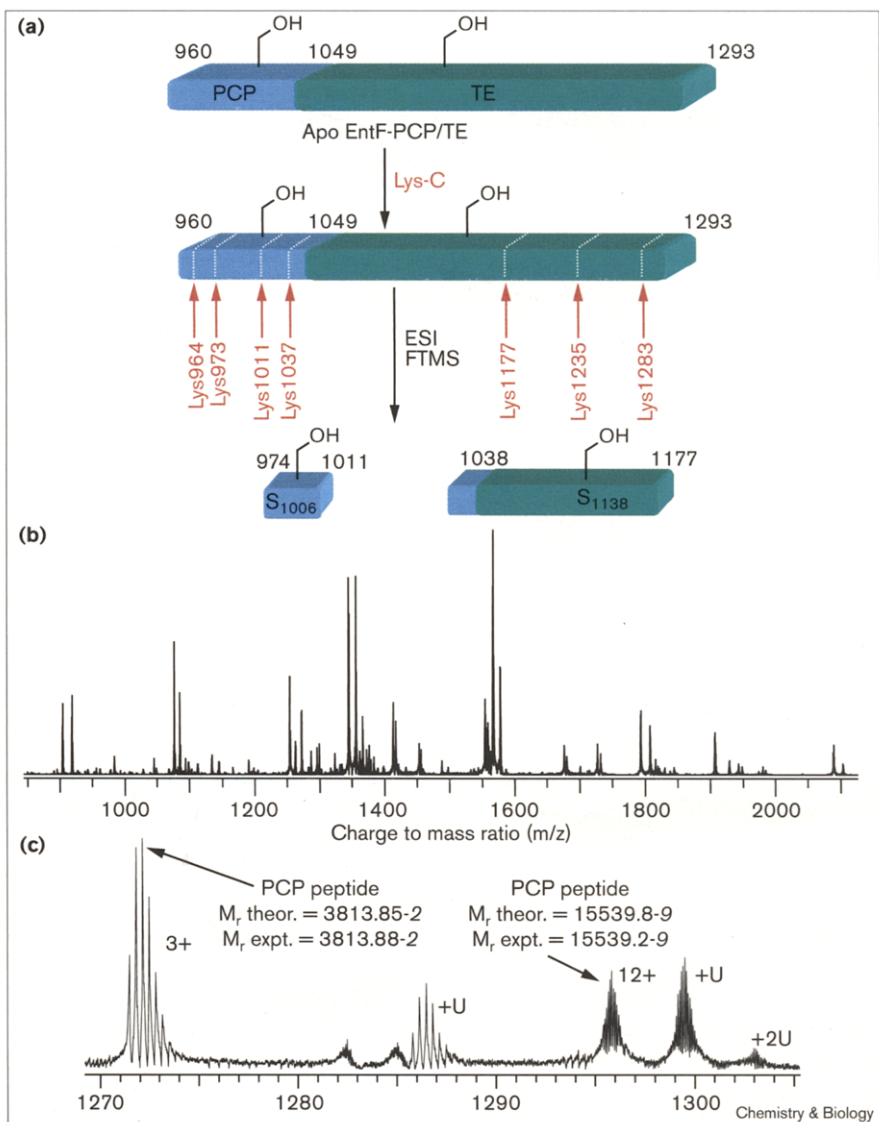 (a)
960 OH 1049 OH 1293
PCP TE
Apo EntF-PCP/TE
Lys-C
960 OH 1049 OH 1293
ESI
FTMS
Lys964
Lys973
Lys1011
Lys1037
Lys1177
Lys1235
Lys1283
974 OH 1011 1038 OH 1177
S1006 S1138
(b)
1000 1200 1400 1600 1800 2000
Charge to mass ratio (m/z)
(c)
PCP peptide
Mr theor. = 3813.85-2
Mr expt. = 3813.88-2
3+
+U
PCP peptide
Mr theor. = 15539.8-9
Mr expt. = 15539.2-9
12+
+U
+2U
1270 1280 1290 1300
Chemistry & Biology